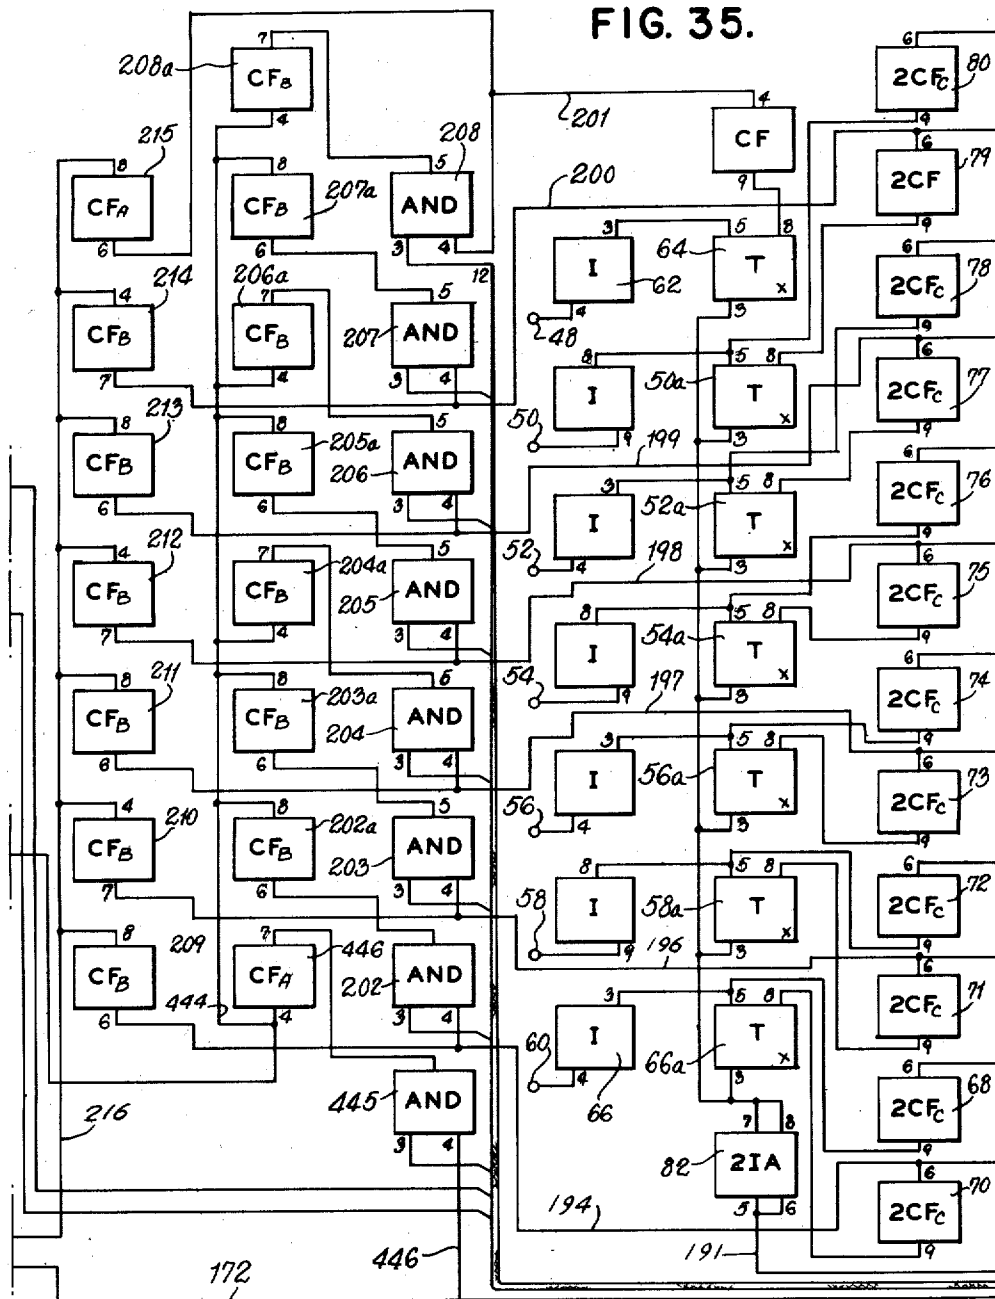 FIG. 35.
7
208a
CFB
4
215
8
CFA
6
8
CFB
207a
6
208
5
AND
3 4
12
201
4
CF
9
200
6
2CFC
80
9
6
2CF
79
9
3
I
62
4
48
5 8
64
T
x
3
214
4
CFB
7
206a
7
CFB
4
5
207
AND
3 4
8
I
50
9
5 8
50a
T
x
3
6
2CFC
78
9
6
2CFC
77
9
213
8
CFB
6
8
CFB
205a
6
5
206
AND
3 4
199
3
I
52
4
5 8
52a
T
x
3
6
2CFC
76
9
212
4
CFB
7
7
CFB
204a
4
5
205
AND
3 4
198
8
I
54
9
5 8
54a
T
x
3
6
2CFC
75
9
211
8
CFB
6
8
CFB
203a
6
5
204
AND
3 4
197
3
I
56
4
5 8
56a
T
x
3
6
2CFC
74
9
6
2CFC
73
9
4
CFB
210
7
8
CFB
202a
6
5
203
AND
3 4
8
I
58
9
5 8
58a
T
x
3
196
6
2CFC
72
9
8
CFB
6
209
444
7
CFA
446
4
202
AND
3 4
3
I
60
4
66
5 8
66a
T
x
3
6
2CFC
71
9
6
2CFC
68
9
216
445
AND
3 4
7 8
82
2IA
5 6
194
6
2CFC
70
9
191
446
172